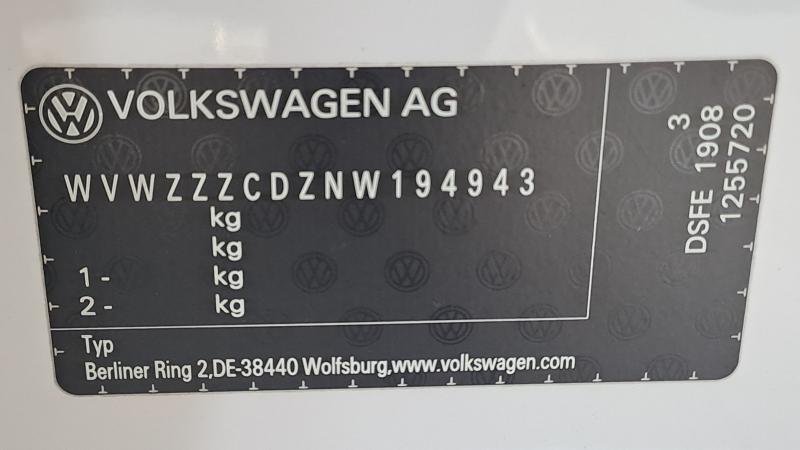 VOLKSWAGEN AG
WVWZZZCDZNW194943
kg
kg
1 - kg
2 - kg
Typ
Berliner Ring 2,DE-38440 Wolfsburg,www.volkswagen.com
3
DSFE 1908
1255720